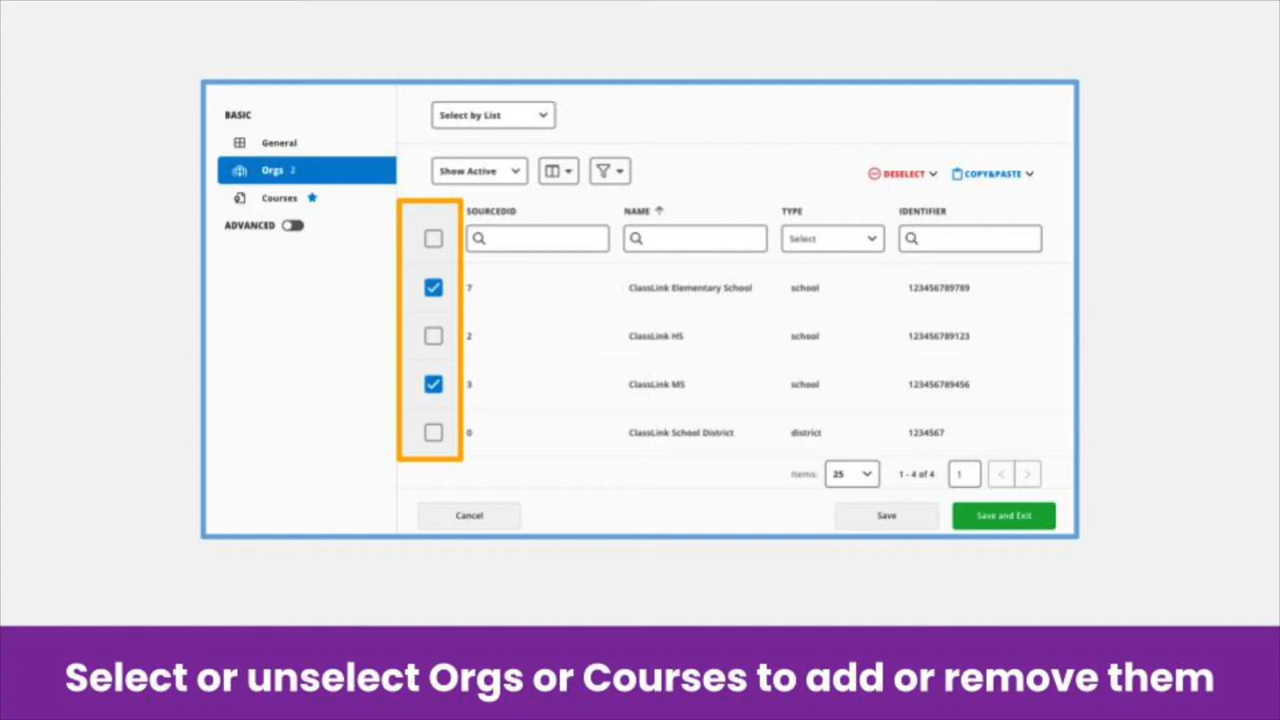 BASIC
General
Orgs 2
Courses
ADVANCED
Select by List
Show Active
DESELECT
COPY&PASTE
SOURCEDID NAME TYPE IDENTIFIER
Select
7 ClassLink Elementary School school 123456789789
2 ClassLink HS school 123456789123
3 ClassLink MS school 123456789456
0 ClassLink School District district 1234567
Items: 25 1 - 4 of 4 1
Cancel Save Save and Exit
Select or unselect Orgs or Courses to add or remove them